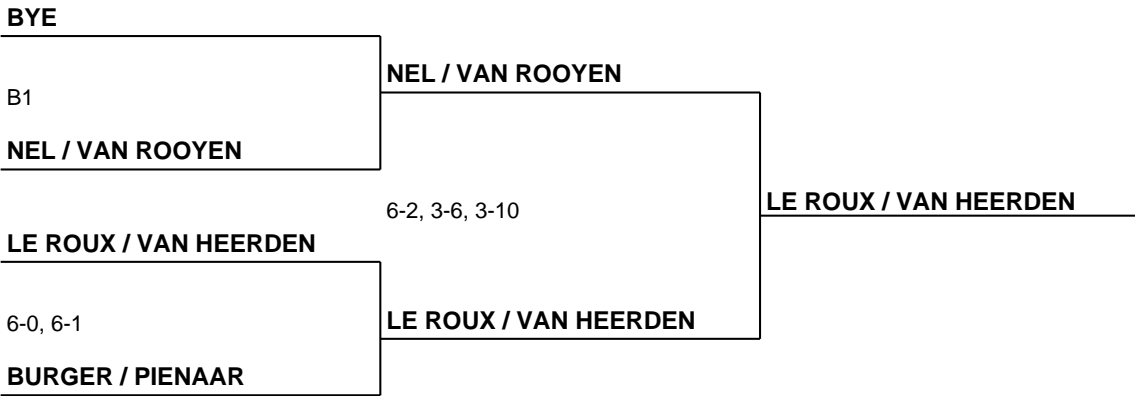 BYE
B1
NEL / VAN ROOYEN
NEL / VAN ROOYEN
LE ROUX / VAN HEERDEN
6-0, 6-1
BURGER / PIENAAR
6-2, 3-6, 3-10
LE ROUX / VAN HEERDEN
LE ROUX / VAN HEERDEN